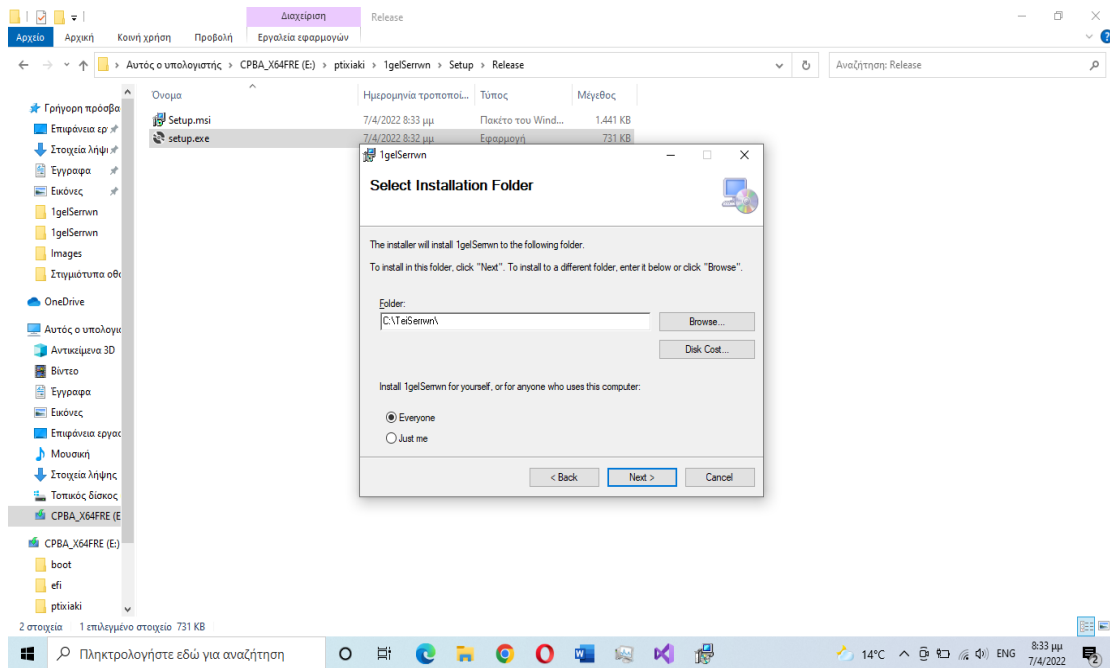 Διαχείριση
Release
Αρχείο Αρχική Κοινή χρήση Προβολή Εργαλεία εφαρμογών
Αυτός ο υπολογιστής › CPBA_X64FRE (E:) › ptixiaki › 1gelSerrwn › Setup › Release
Αναζήτηση: Release
Όνομα Ημερομηνία τροποποί... Τύπος Μέγεθος
Setup.msi 7/4/2022 8:33 μμ Πακέτο του Wind... 1.441 KB
setup.exe 7/4/2022 8:32 μμ Εφαρμογή 731 KB
Γρήγορη πρόσβα
Επιφάνεια ερ
Στοιχεία λήψι
Έγγραφα
Εικόνες
1gelSerrwn
1gelSerrwn
Images
Στιγμιότυπα οθό
OneDrive
Αυτός ο υπολογισ
Αντικείμενα 3D
Βίντεο
Έγγραφα
Εικόνες
Επιφάνεια εργασ
Μουσική
Στοιχεία λήψης
Τοπικός δίσκος
CPBA_X64FRE (E
CPBA_X64FRE (E:)
boot
efi
ptixiaki
1gelSerrwn
Select Installation Folder
The installer will install 1gelSerrwn to the following folder.
To install in this folder, click "Next". To install to a different folder, enter it below or click "Browse".
Folder:
C:\TeiSerrwn\
Browse...
Disk Cost...
Install 1gelSerrwn for yourself, or for anyone who uses this computer:
Everyone
Just me
< Back Next > Cancel
2 στοιχεία 1 επιλεγμένο στοιχείο 731 KB
Πληκτρολογήστε εδώ για αναζήτηση
14°C ENG 8:33 μμ
7/4/2022
2